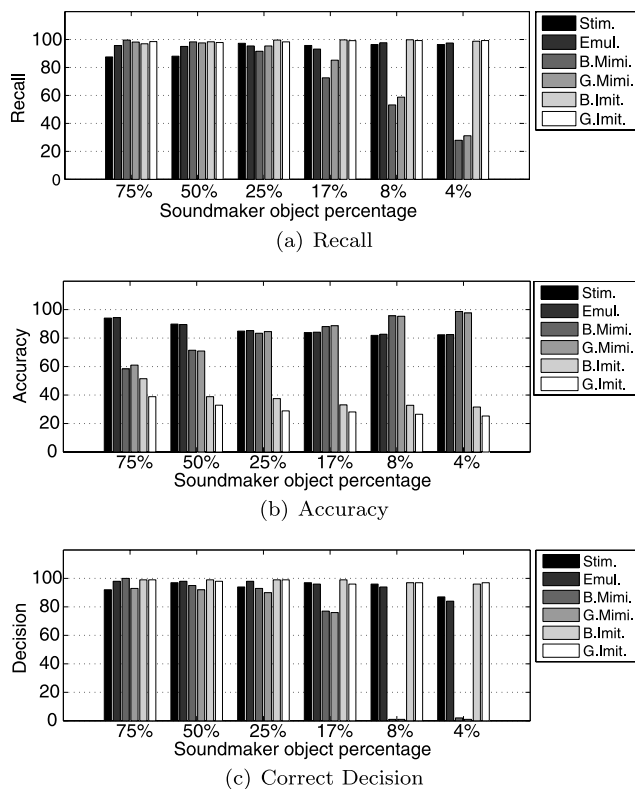 100
80
60
40
20
0
Recall
75% 50% 25% 17% 8% 4%
Soundmaker object percentage
Stim.
Emul.
B.Mimi.
G.Mimi.
B.Imit.
G.Imit.
(a) Recall
100
80
60
40
20
0
Accuracy
75% 50% 25% 17% 8% 4%
Soundmaker object percentage
Stim.
Emul.
B.Mimi.
G.Mimi.
B.Imit.
G.Imit.
(b) Accuracy
100
80
60
40
20
0
Decision
75% 50% 25% 17% 8% 4%
Soundmaker object percentage
Stim.
Emul.
B.Mimi.
G.Mimi.
B.Imit.
G.Imit.
(c) Correct Decision